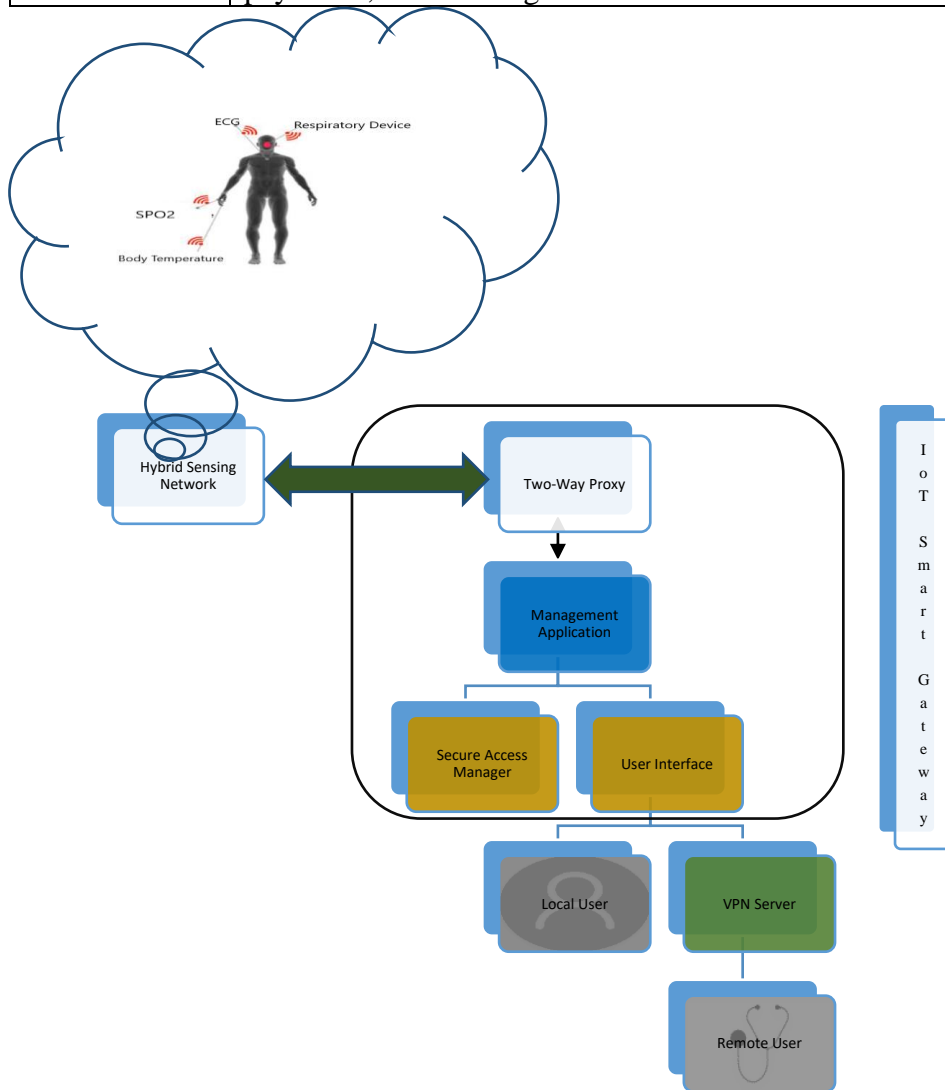 ECG
Respiratory Device
SPO2
Body Temperature
Hybrid Sensing
Network
Two-Way Proxy
Management
Application
Secure Access
Manager
User Interface
Local User
VPN Server
Remote User
I
o
T
S
m
a
r
t
G
a
t
e
w
a
y